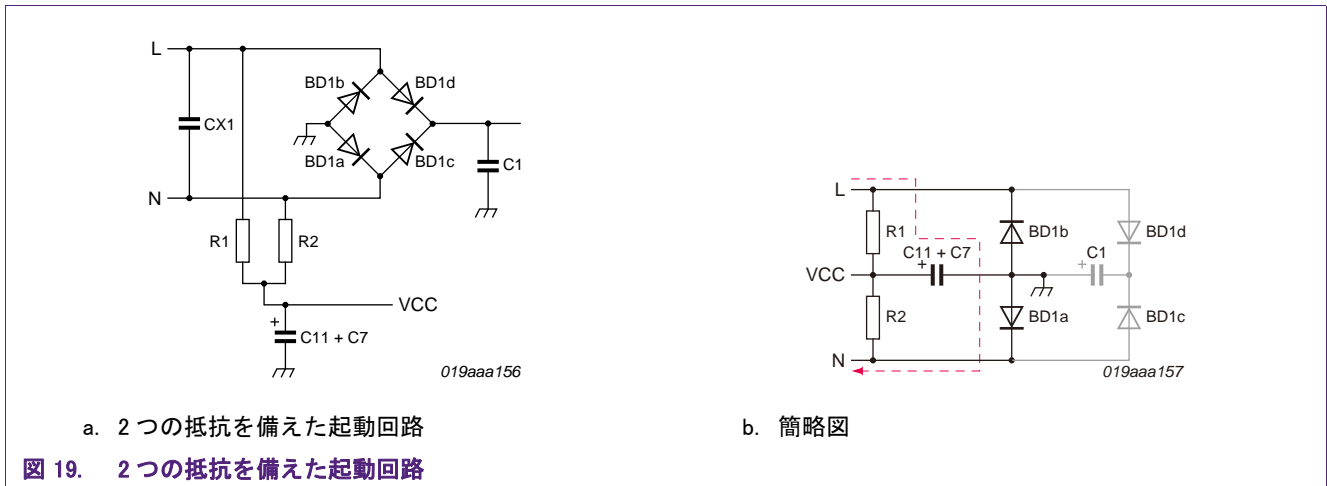 L
BD1b
BD1d
CX1
BD1a
BD1c
C1
N
R1
R2
VCC
+
C11 + C7
019aaa156
L
R1
BD1b
BD1d
C11 + C7
+
C1
+
VCC
R2
BD1a
BD1c
N
019aaa157
a. 2 つの抵抗を備えた起動回路
b. 簡略図
図 19. 2 つの抵抗を備えた起動回路